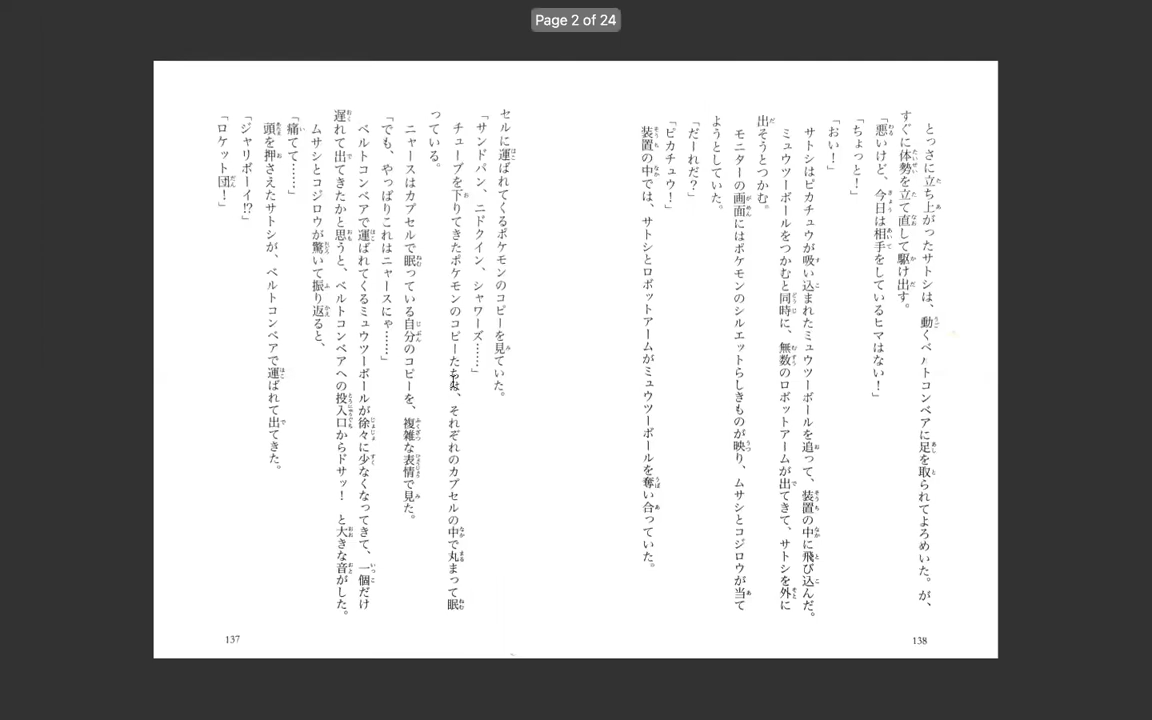 Page 2 of 24
セルに運ばれてくるポケモンのコピーを見ていた。
「サンドパン、ニドクイン、シャワーズ……」
チューブを下りてきたポケモンのコピーたちは、それぞれのカプセルの中で丸まって眠
っている。
ニャースはカプセルで眠っている自分のコピーを、複雑な表情で見た。
「でも、やっぱりこれはニャースにゃ……」
ベルトコンベアで運ばれてくるミュウツーボールが徐々に少なくなってきて、一個だけ
遅れて出てきたかと思うと、ベルトコンベアへの投入口からドサッ！　と大きな音がした。
ムサシとコジロウが驚いて振り返ると、
「痛てて……」
頭を押さえたサトシが、ベルトコンベアで運ばれて出てきた。
「ジャリボーイ!?」
「ロケット団！」
137
とっさに立ち上がったサトシは、動くベルトコンベアに足を取られてよろめいた。が、
すぐに体勢を立て直して駆け出す。
「悪いけど、今日は相手をしているヒマはない！」
「ちょっと！」
「おい！」
サトシはピカチュウが吸い込まれたミュウツーボールを追って、装置の中に飛び込んだ。
ミュウツーボールをつかむと同時に、無数のロボットアームが出てきて、サトシを外に
出そうとつかむ。
モニターの画面にはポケモンのシルエットらしきものが映り、ムサシとコジロウが当て
ようとしていた。
「だーれだ？」
「ピカチュウ！」
装置の中では、サトシとロボットアームがミュウツーボールを奪い合っていた。
138